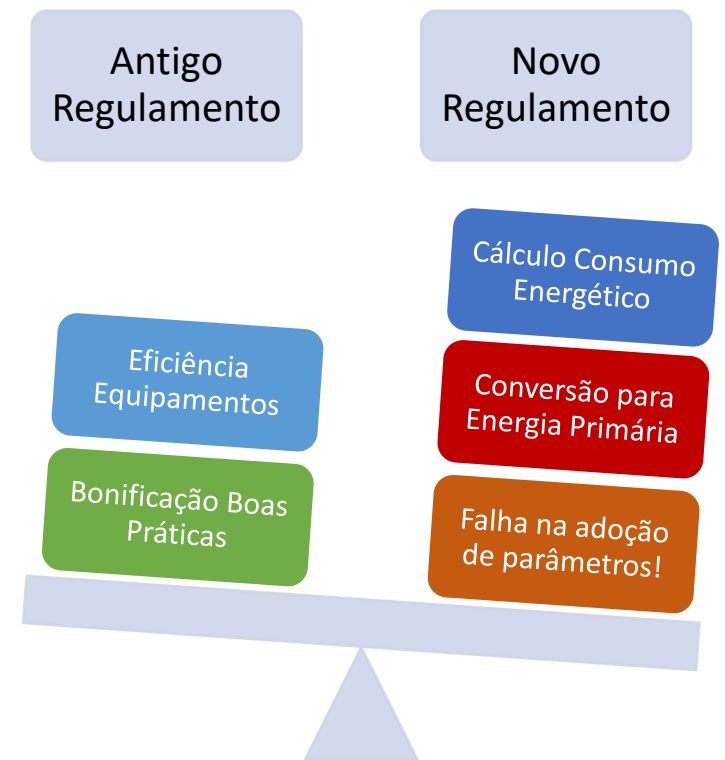 Antigo
Regulamento
Novo
Regulamento
Eficiência
Equipamentos
Bonificação Boas
Práticas
Cálculo Consumo
Energético
Conversão para
Energia Primária
Falha na adoção
de parâmetros!